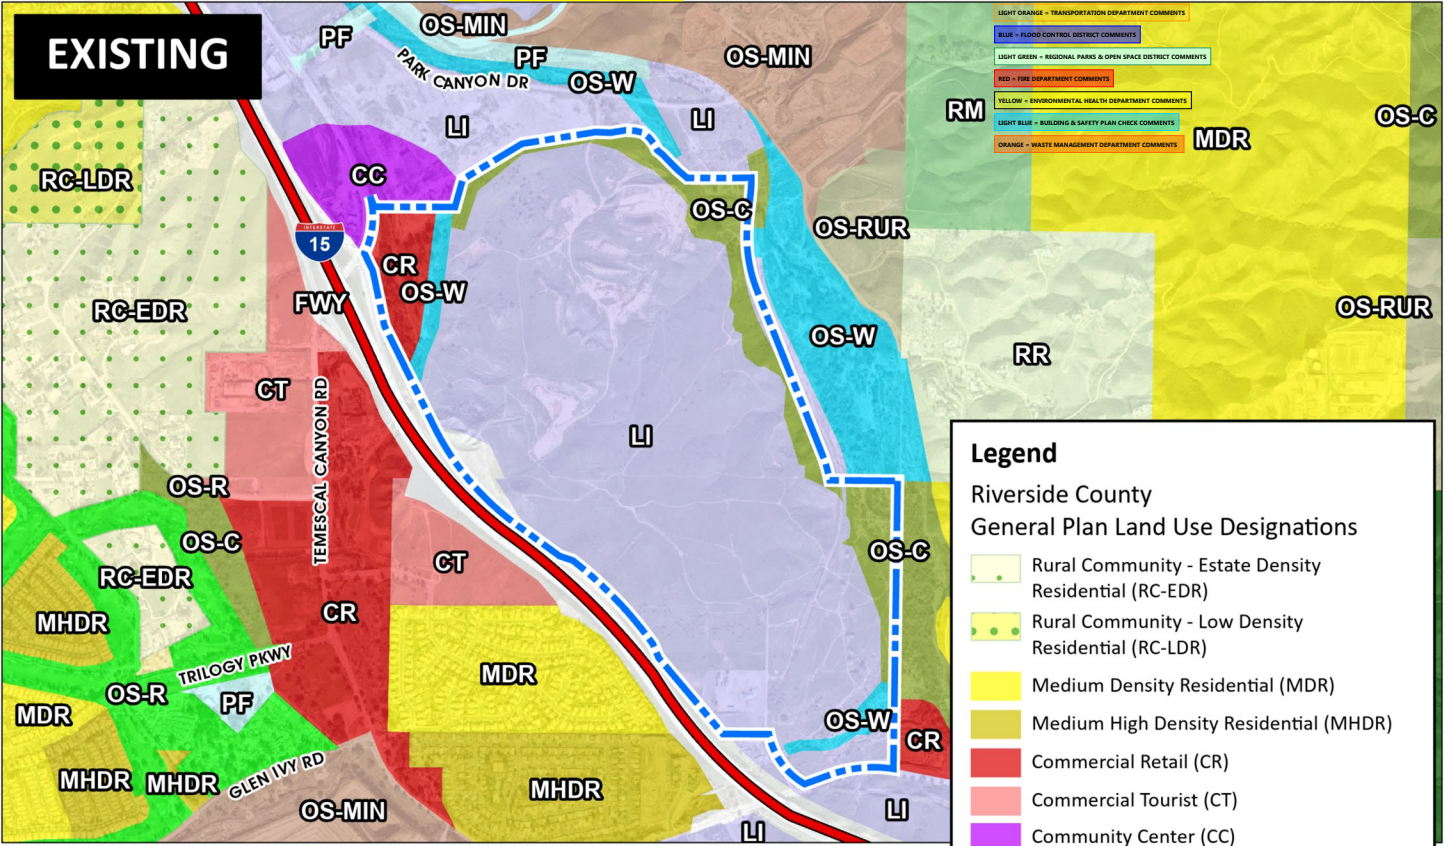 EXISTING
PF
OS-MIN
PF
PARK CANYON DR
OS-W
OS-MIN
LIGHT ORANGE = TRANSPORTATION DEPARTMENT COMMENTS
BLUE = FLOOD CONTROL DISTRICT COMMENTS
LIGHT GREEN = REGIONAL PARKS & OPEN SPACE DISTRICT COMMENTS
RED = FIRE DEPARTMENT COMMENTS
YELLOW = ENVIRONMENTAL HEALTH DEPARTMENT COMMENTS
LIGHT BLUE = BUILDING & SAFETY PLAN CHECK COMMENTS
ORANGE = WASTE MANAGEMENT DEPARTMENT COMMENTS
RM
MDR
OS-C
LI
LI
RC-LDR
CC
OS-C
OS-RUR
INTERSTATE
15
CR
OS-W
FWY
RC-EDR
OS-W
OS-RUR
RR
CT
TEMESCAL CANYON RD
LI
OS-R
OS-C
RC-EDR
CT
OS-C
MHDR
CR
TRILOGY PKWY
MDR
OS-R
PF
MDR
OS-W
CR
MHDR
MHDR
GLEN IVY RD
MHDR
OS-MIN
LI
LI
Legend
Riverside County
General Plan Land Use Designations
Rural Community - Estate Density
Residential (RC-EDR)
Rural Community - Low Density
Residential (RC-LDR)
Medium Density Residential (MDR)
Medium High Density Residential (MHDR)
Commercial Retail (CR)
Commercial Tourist (CT)
Community Center (CC)